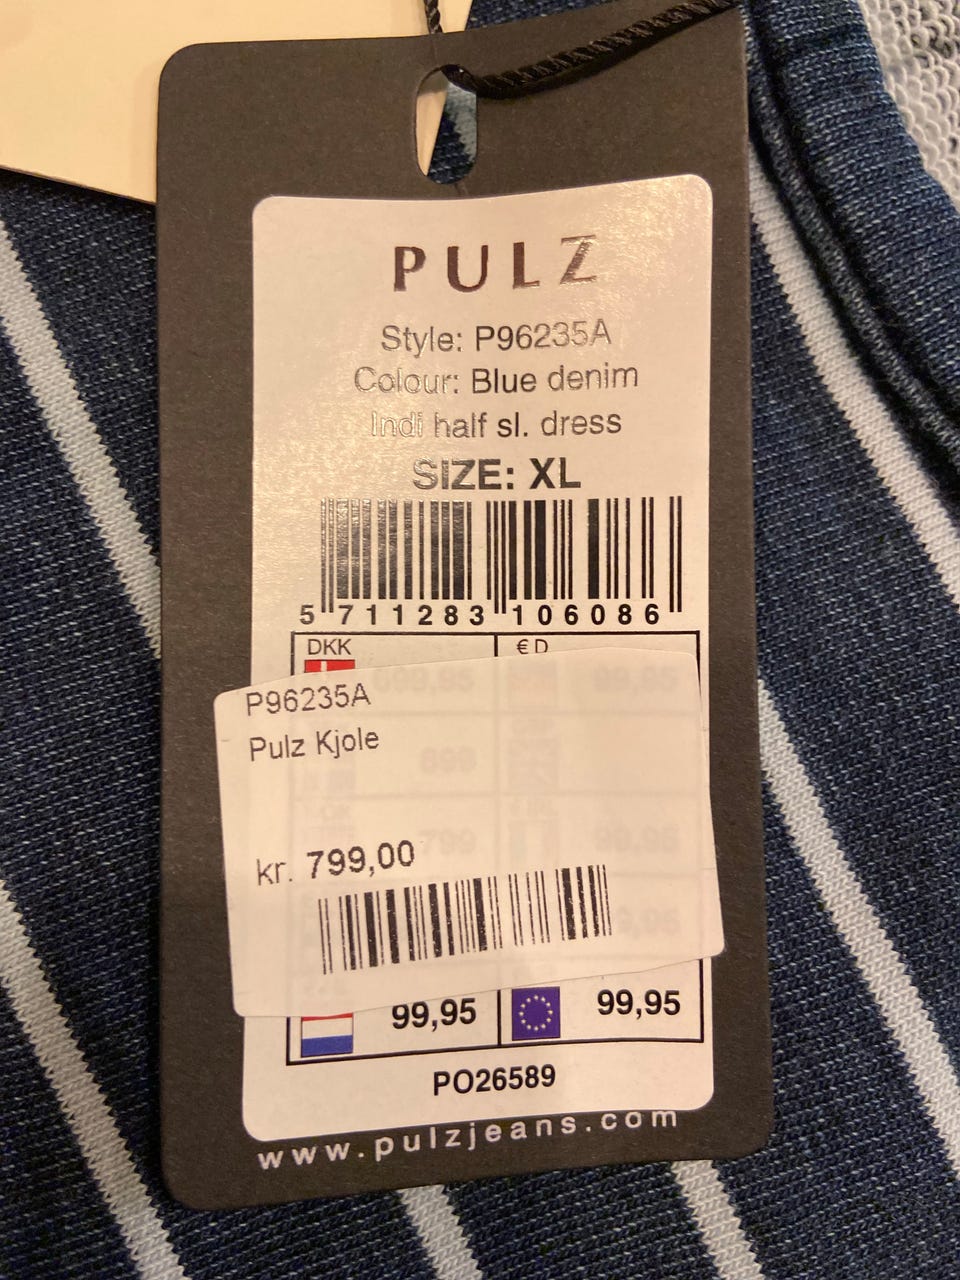 PULZ
Style: P96235A
Colour: Blue denim
Indi half sl. dress
SIZE: XL
5 711283 106086
DKK € D
P96235A
Pulz Kjole
kr. 799,00
99,95 99,95
PO26589
www.pulzjeans.com